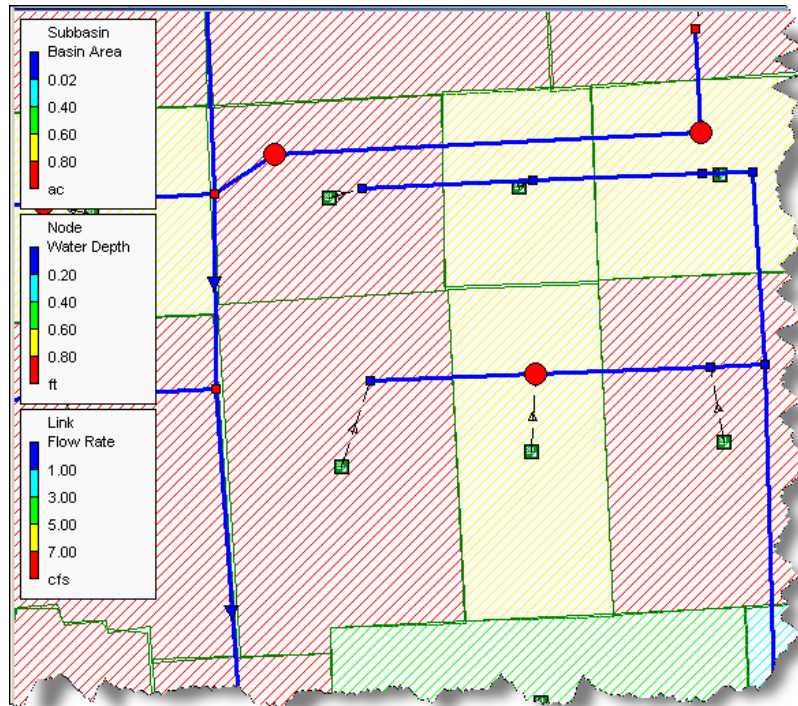 Subbasin
Basin Area
0.02
0.40
0.60
0.80
ac
Node
Water Depth
0.20
0.40
0.60
0.80
ft
Link
Flow Rate
1.00
3.00
5.00
7.00
cfs